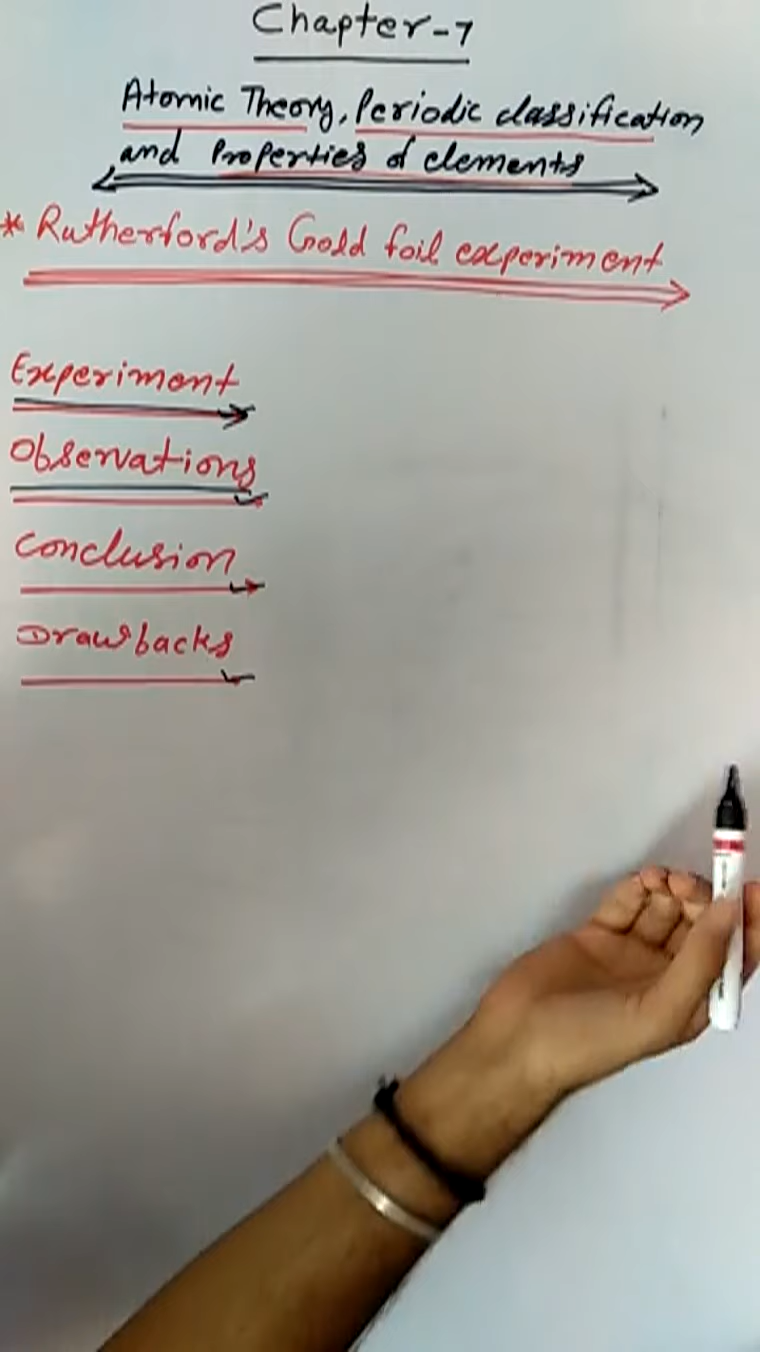 Chapter-7
Atomic Theory, Periodic classification
and Properties of elements
* Rutherford's Gold foil experiment
Experiment
Observations
Conclusion
Drawbacks